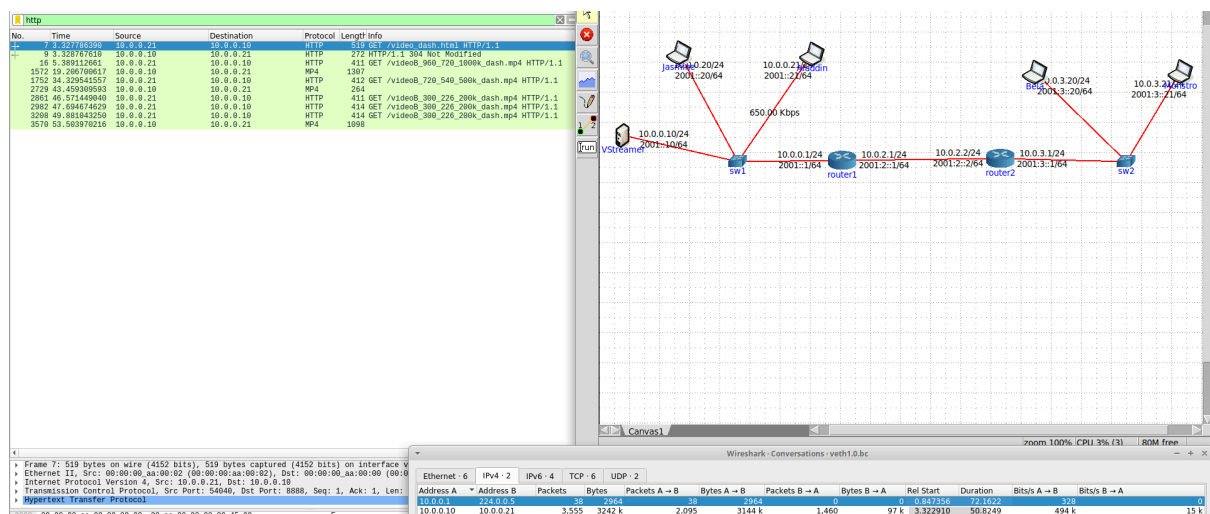 http
No. Time Source Destination Protocol Length Info
7 3.327786390 10.0.0.21 10.0.0.10 HTTP 519 GET /video_dash.html HTTP/1.1
9 3.328767610 10.0.0.10 10.0.0.21 HTTP 272 HTTP/1.1 304 Not Modified
16 5.389112661 10.0.0.21 10.0.0.10 HTTP 411 GET /videoB_960_720_1000k_dash.mp4 HTTP/1.1
1572 19.206700617 10.0.0.10 10.0.0.21 MP4 1307
1752 34.329541557 10.0.0.21 10.0.0.10 HTTP 412 GET /videoB_720_540_500k_dash.mp4 HTTP/1.1
2729 43.459309593 10.0.0.10 10.0.0.21 MP4 264
2861 46.571449040 10.0.0.21 10.0.0.10 HTTP 411 GET /videoB_300_226_200k_dash.mp4 HTTP/1.1
2982 47.694674629 10.0.0.21 10.0.0.10 HTTP 414 GET /videoB_300_226_200k_dash.mp4 HTTP/1.1
3208 49.881043250 10.0.0.21 10.0.0.10 HTTP 414 GET /videoB_300_226_200k_dash.mp4 HTTP/1.1
3570 53.503970216 10.0.0.10 10.0.0.21 MP4 1098
1 2
run
2001::20/64
2001::21/64
650.00 Kbps
10.0.0.10/24
2001::10/64
VStreamer
sw1
10.0.0.1/24
2001::1/64
router1
10.0.2.1/24
2001:2::1/64
10.0.2.2/24
2001:2::2/64
router2
10.0.3.1/24
2001:3::1/64
sw2
Bela
2001:3::20/64
2001:3::21/64
Canvas1
zoom 100% CPU 3% (3) 80M free
Frame 7: 519 bytes on wire (4152 bits), 519 bytes captured (4152 bits) on interface v
Ethernet II, Src: 00:00:00_aa:00:02 (00:00:00:aa:00:02), Dst: 00:00:00_aa:00:00 (00:0
Internet Protocol Version 4, Src: 10.0.0.21, Dst: 10.0.0.10
Transmission Control Protocol, Src Port: 54040, Dst Port: 8888, Seq: 1, Ack: 1, Len:
Hypertext Transfer Protocol
Wireshark · Conversations · veth1.0.bc
Ethernet · 6 IPv4 · 2 IPv6 · 4 TCP · 6 UDP · 2
Address A Address B Packets Bytes Packets A → B Bytes A → B Packets B → A Bytes B → A Rel Start Duration Bits/s A → B Bits/s B → A
10.0.0.1 224.0.0.5 38 2964 38 2964 0 0 0.847356 72.1622 328 0
10.0.0.10 10.0.0.21 3.555 3242 k 2.095 3144 k 1.460 97 k 3.322910 50.8249 494 k 15 k